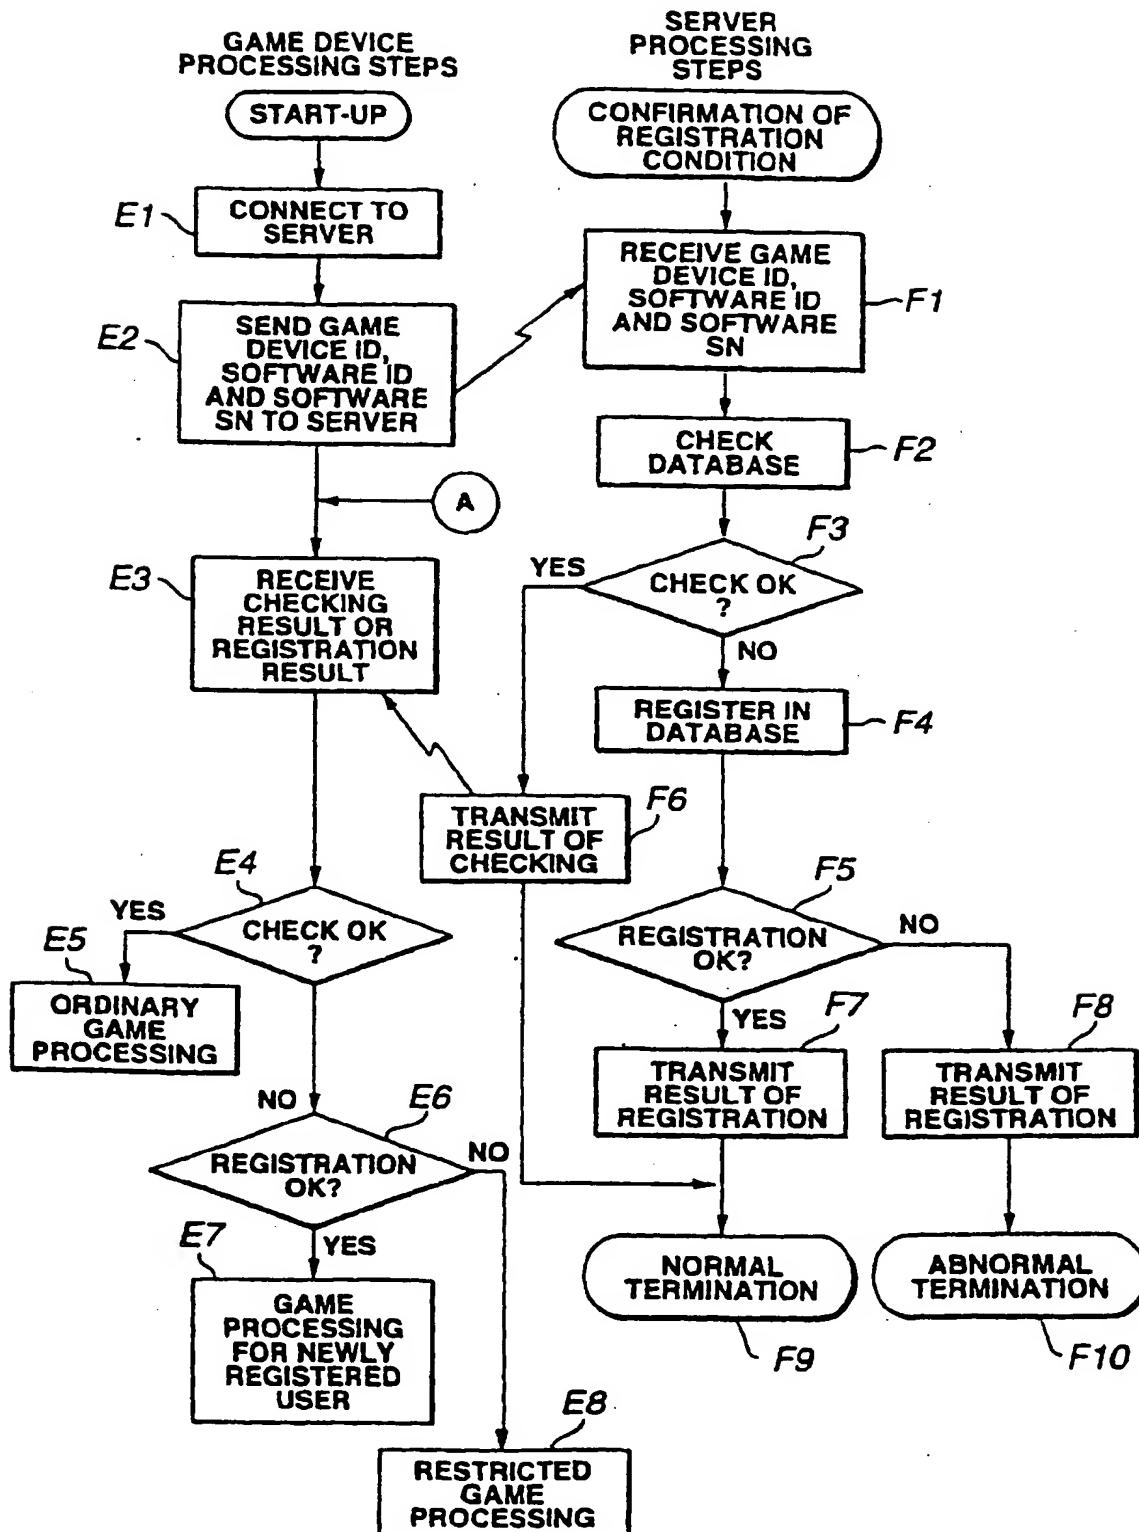 GAME DEVICE
PROCESSING STEPS
START-UP
E1
CONNECT TO
SERVER
E2
SEND GAME
DEVICE ID,
SOFTWARE ID
AND SOFTWARE
SN TO SERVER
A
E3
RECEIVE
CHECKING
RESULT OR
REGISTRATION
RESULT
E4
YES
CHECK OK
?
E5
ORDINARY
GAME
PROCESSING
NO
E6
REGISTRATION
OK?
NO
YES
E7
GAME
PROCESSING
FOR NEWLY
REGISTERED
USER
E8
RESTRICTED
GAME
PROCESSING
SERVER
PROCESSING
STEPS
CONFIRMATION OF
REGISTRATION
CONDITION
RECEIVE GAME
DEVICE ID,
SOFTWARE ID
AND SOFTWARE
SN
F1
CHECK
DATABASE
F2
F3
YES
CHECK OK
?
NO
REGISTER IN
DATABASE
F4
F6
TRANSMIT
RESULT OF
CHECKING
F5
REGISTRATION
OK?
NO
YES
F7
TRANSMIT
RESULT OF
REGISTRATION
F8
TRANSMIT
RESULT OF
REGISTRATION
NORMAL
TERMINATION
F9
ABNORMAL
TERMINATION
F10